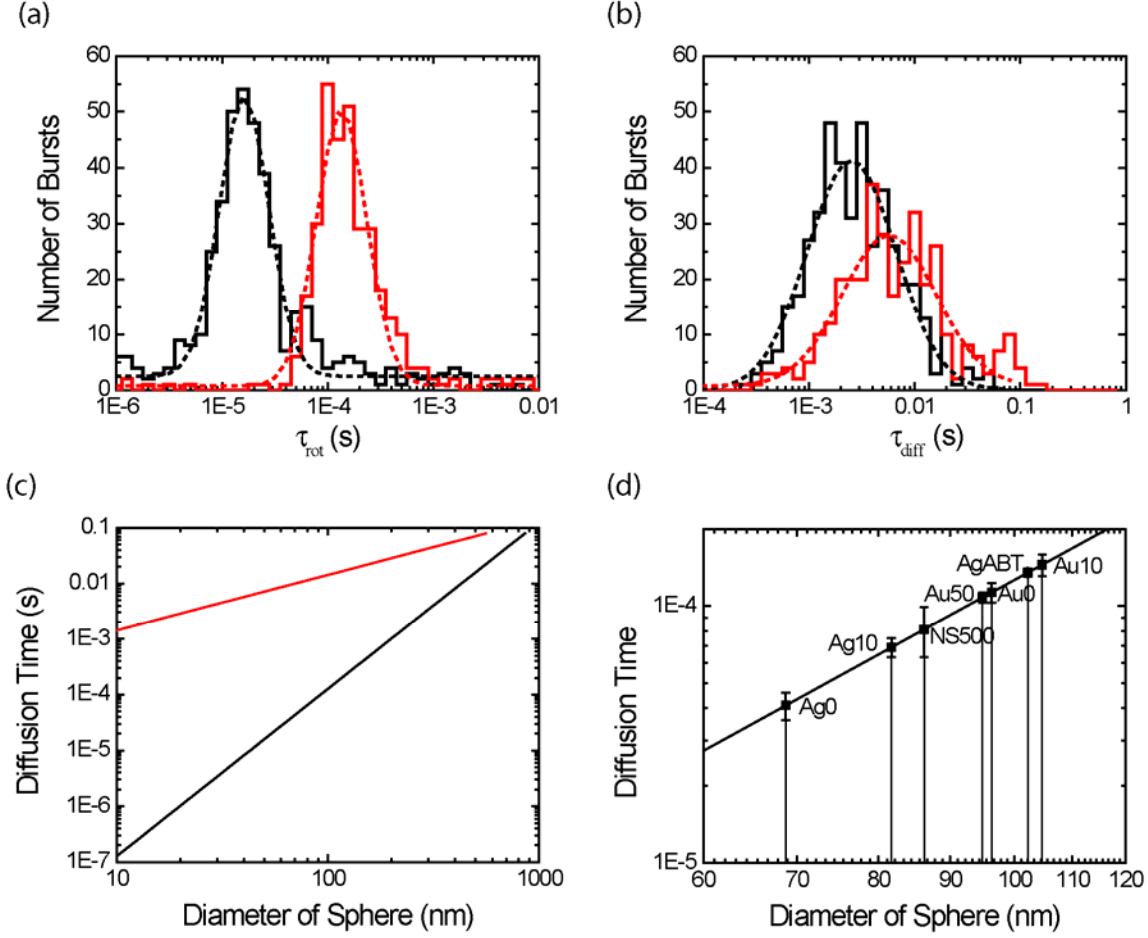 (a)
60
50
40
30
20
10
0
Number of Bursts
1E-6 1E-5 1E-4 1E-3 0.01
τrot (s)
(b)
60
50
40
30
20
10
0
Number of Bursts
1E-4 1E-3 0.01 0.1 1
τdiff (s)
(c)
0.1
0.01
1E-3
1E-4
1E-5
1E-6
1E-7
Diffusion Time (s)
10 100 1000
Diameter of Sphere (nm)
(d)
1E-4
1E-5
Diffusion Time
AgABT
Au10
Au50
Au0
Ag10
NS500
Ag0
60 70 80 90 100 110 120
Diameter of Sphere (nm)